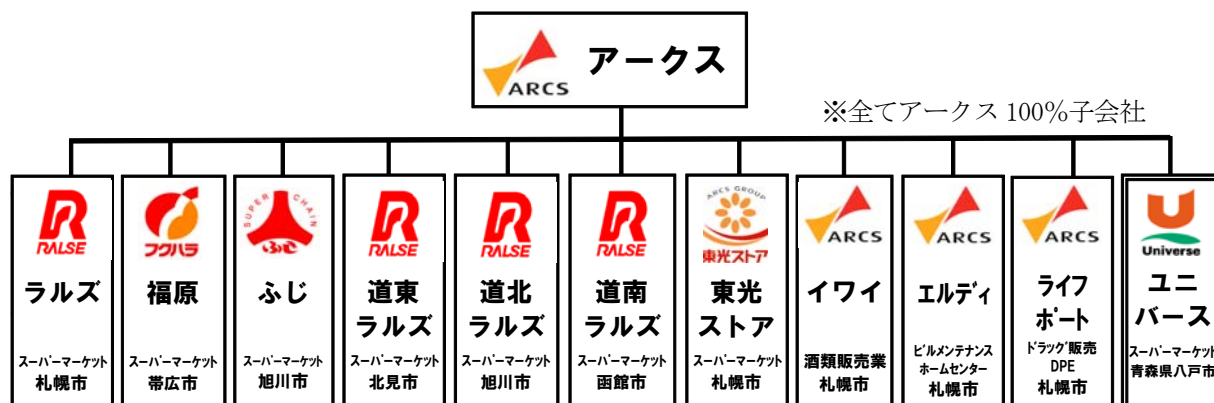 ARCS
アークス
※全てアークス 100%子会社
RALSE
ラルズ
スーパーマーケット
札幌市
フクハラ
福原
スーパーマーケット
帯広市
SUPER CHAIN
ふじ
ふじ
スーパーマーケット
旭川市
RALSE
道東
ラルズ
スーパーマーケット
北見市
RALSE
道北
ラルズ
スーパーマーケット
旭川市
RALSE
道南
ラルズ
スーパーマーケット
函館市
ARCS GROUP
東光ストア
東光
ストア
スーパーマーケット
札幌市
ARCS
イワイ
酒類販売業
札幌市
ARCS
エルディ
ビルメンテナンス
ホームセンター
札幌市
ARCS
ライフ
ポート
ドラッグ販売
DPE
札幌市
Universe
ユニ
バース
スーパーマーケット
青森県八戸市